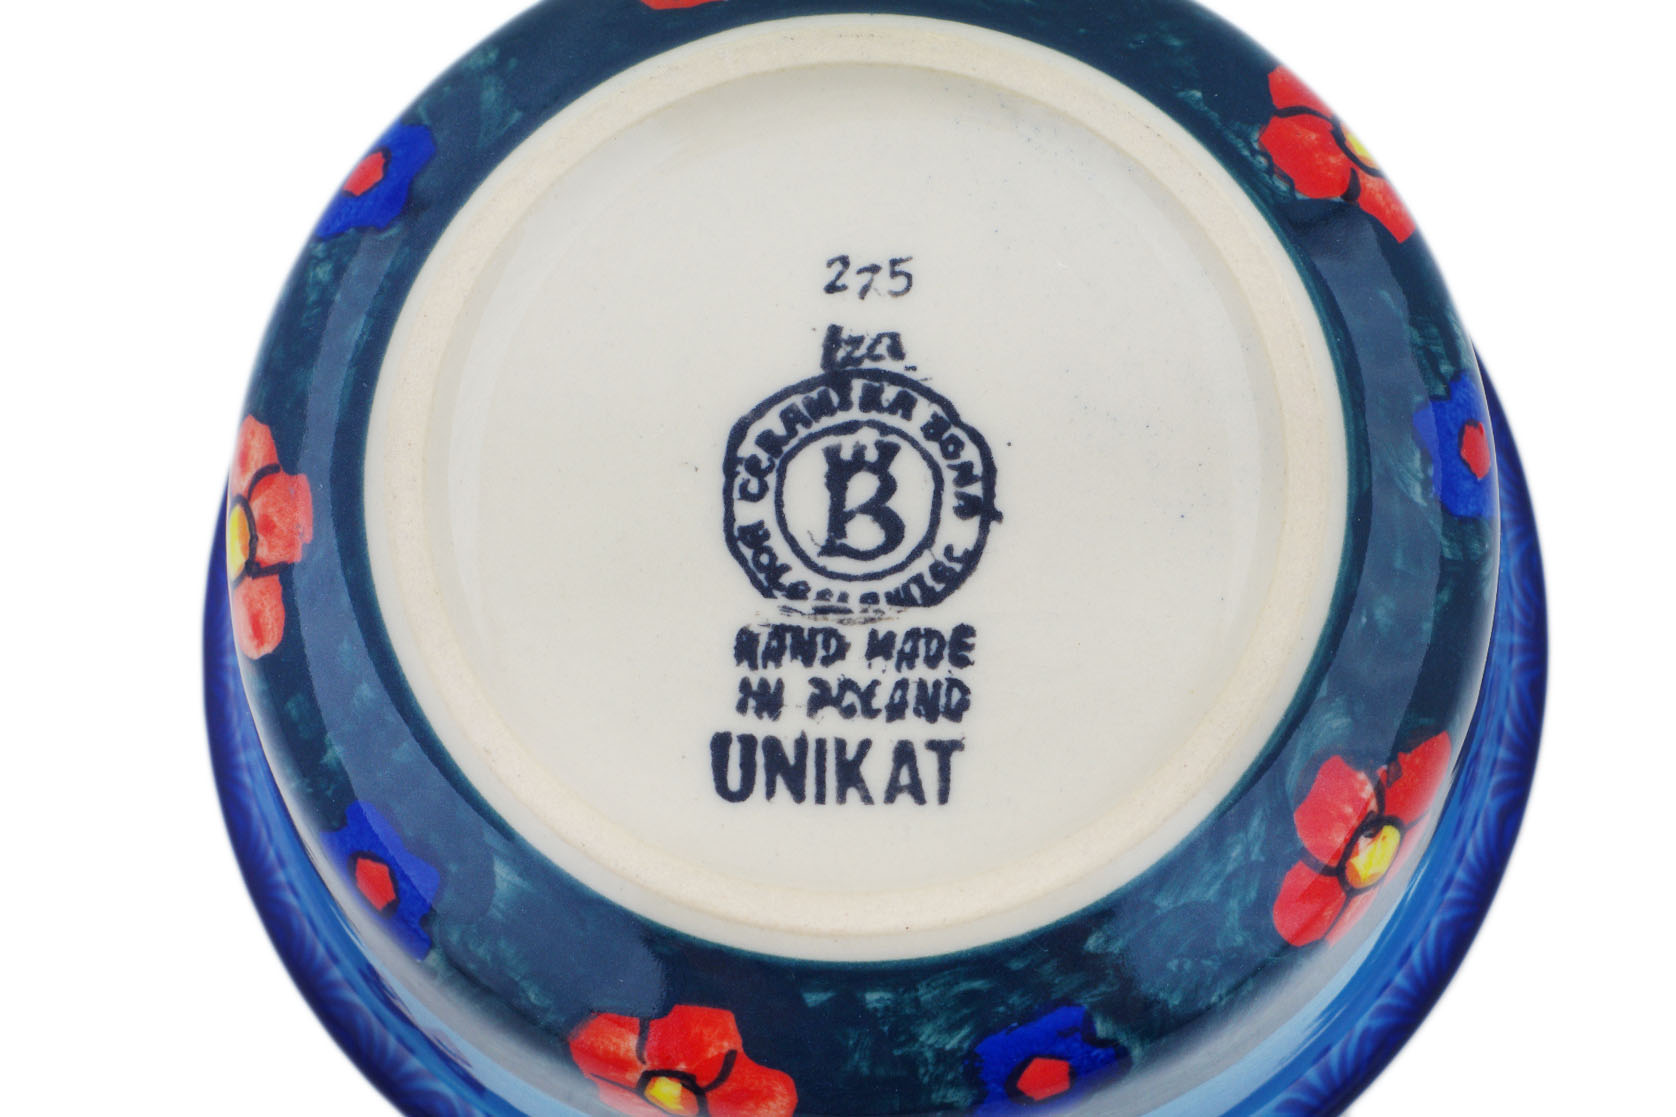 275
Iza
CERAMIKA BONA
B
W BOLESŁAWIEC
HAND MADE
IN POLAND
UNIKAT